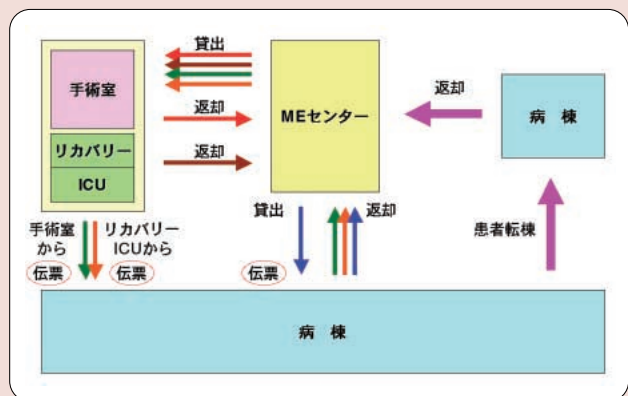 貸出
手術室
返却
MEセンター
返却
病　棟
リカバリー
返却
ICU
手術室
から
伝票
リカバリー
ICUから
伝票
貸出
返却
伝票
患者転棟
病　棟